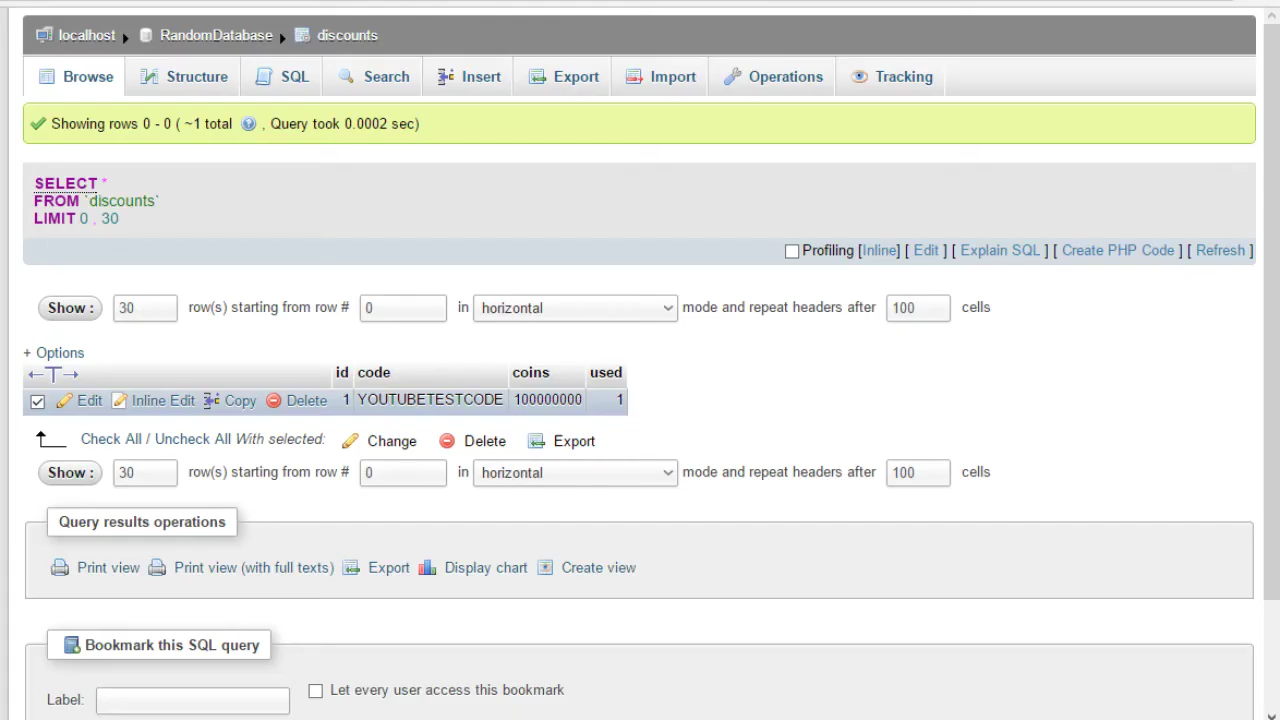 localhost RandomDatabase discounts
Browse Structure SQL Search Insert Export Import Operations Tracking
Showing rows 0 - 0 ( ~1 total , Query took 0.0002 sec)
SELECT *
FROM `discounts`
LIMIT 0 , 30
Profiling [Inline] [ Edit ] [ Explain SQL ] [ Create PHP Code ] [ Refresh ]
Show : 30 row(s) starting from row # 0 in horizontal mode and repeat headers after 100 cells
+ Options
←T→ id code coins used
Edit Inline Edit Copy Delete 1 YOUTUBETESTCODE 100000000 1
Check All / Uncheck All With selected: Change Delete Export
Show : 30 row(s) starting from row # 0 in horizontal mode and repeat headers after 100 cells
Query results operations
Print view Print view (with full texts) Export Display chart Create view
Bookmark this SQL query
Label: Let every user access this bookmark